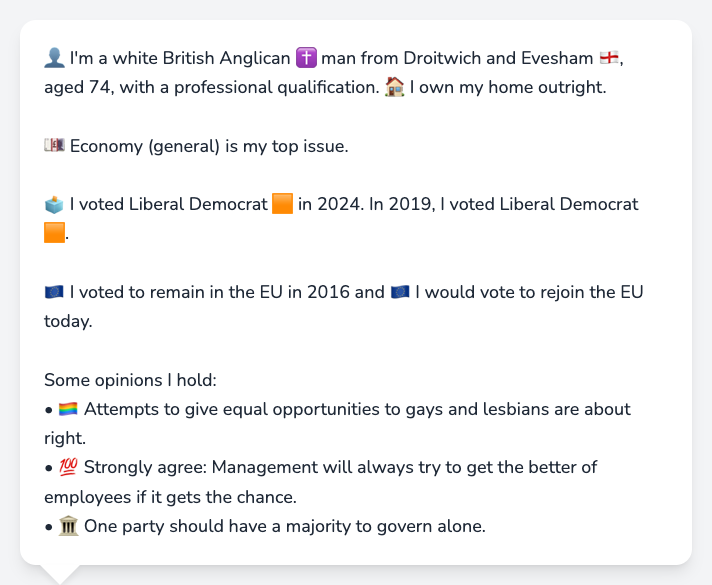 👤 I'm a white British Anglican ✝️ man from Droitwich and Evesham 🏴󠁧󠁢󠁥󠁮󠁧󠁿,
aged 74, with a professional qualification. 🏠 I own my home outright.
💷 Economy (general) is my top issue.
🗳️ I voted Liberal Democrat 🟧 in 2024. In 2019, I voted Liberal Democrat
🟧.
🇪🇺 I voted to remain in the EU in 2016 and 🇪🇺 I would vote to rejoin the EU
today.
Some opinions I hold:
• 🏳️‍🌈 Attempts to give equal opportunities to gays and lesbians are about
right.
• 💯 Strongly agree: Management will always try to get the better of
employees if it gets the chance.
• 🏛️ One party should have a majority to govern alone.